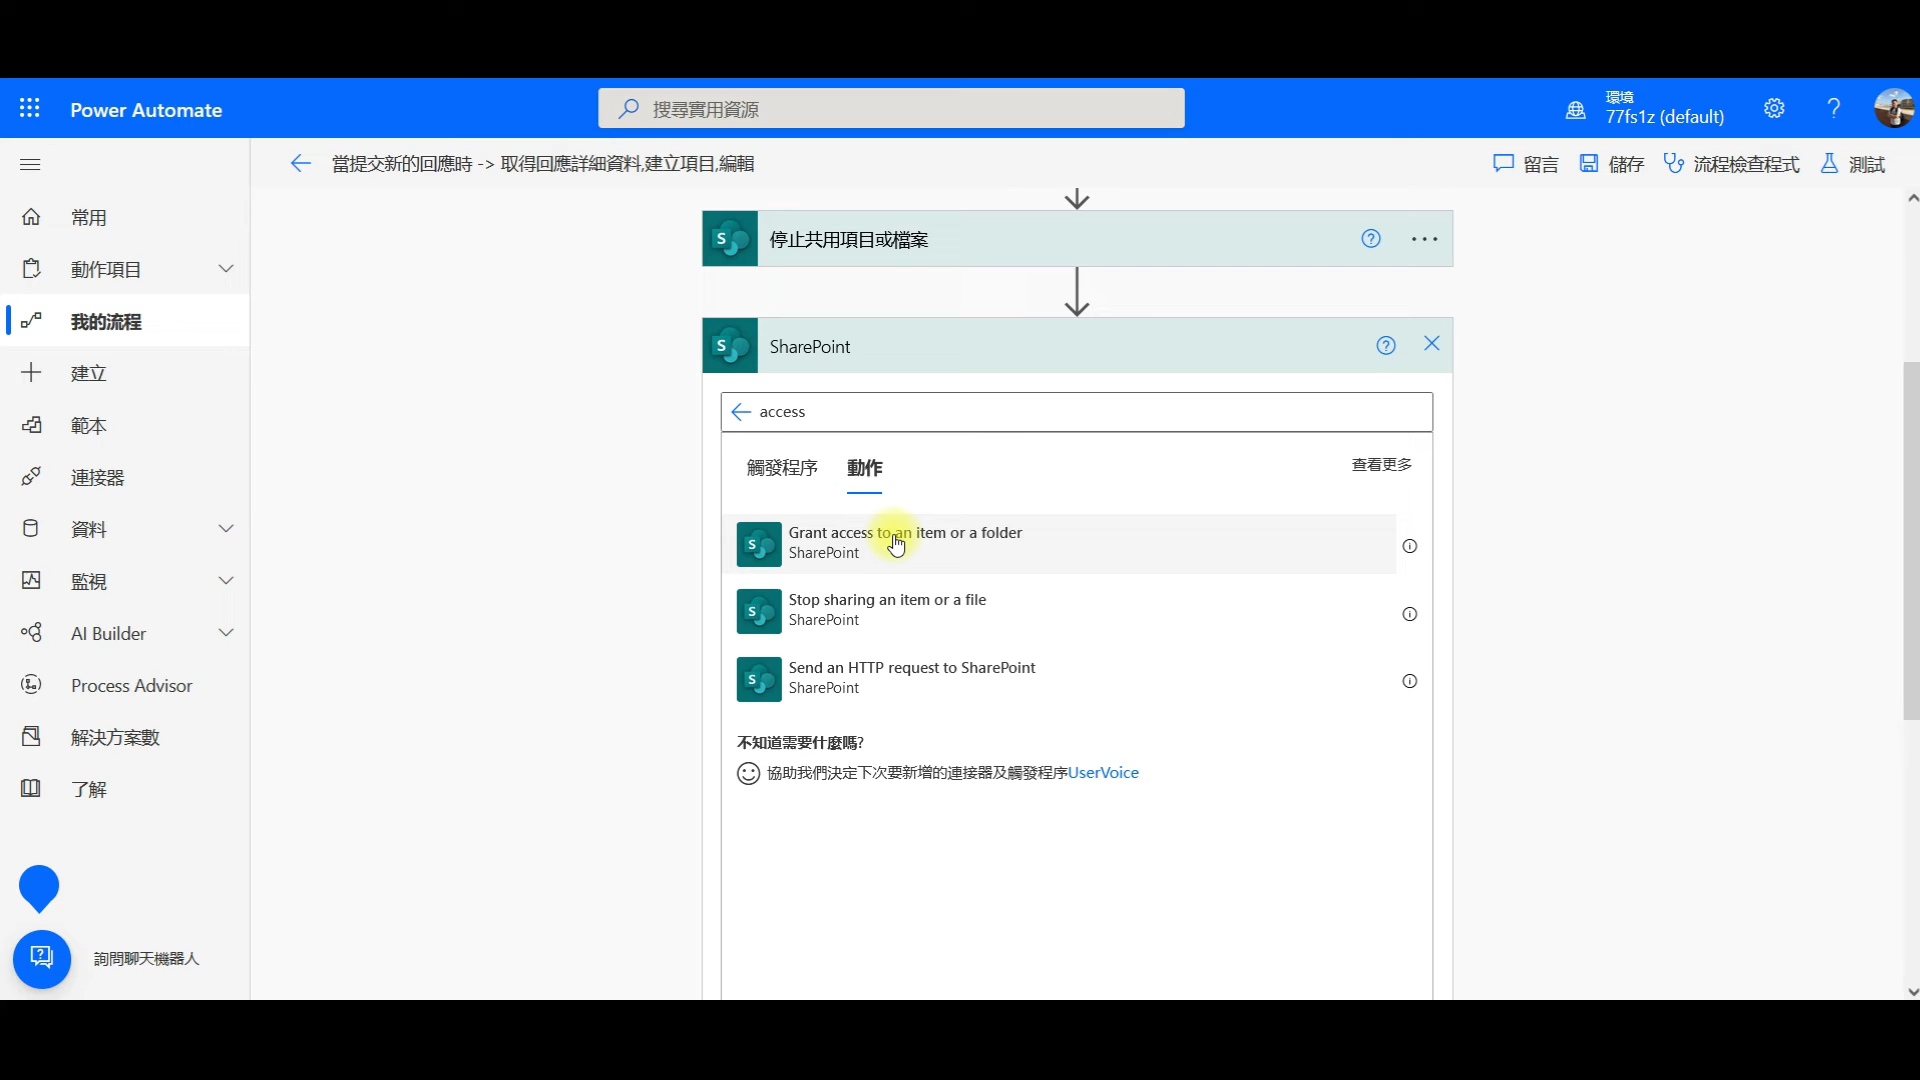 Power Automate
搜尋實用資源
環境
77fs1z (default)
?
當提交新的回應時 -> 取得回應詳細資料,建立項目,編輯
留言
儲存
流程檢查程式
測試
常用
動作項目
我的流程
建立
範本
連接器
資料
監視
AI Builder
Process Advisor
解決方案數
了解
詢問聊天機器人
S 停止共用項目或檔案 ? ...
S SharePoint ?
access
觸發程序
動作
查看更多
S Grant access to an item or a folder
SharePoint
S Stop sharing an item or a file
SharePoint
S Send an HTTP request to SharePoint
SharePoint
不知道需要什麼嗎?
協助我們決定下次要新增的連接器及觸發程序UserVoice